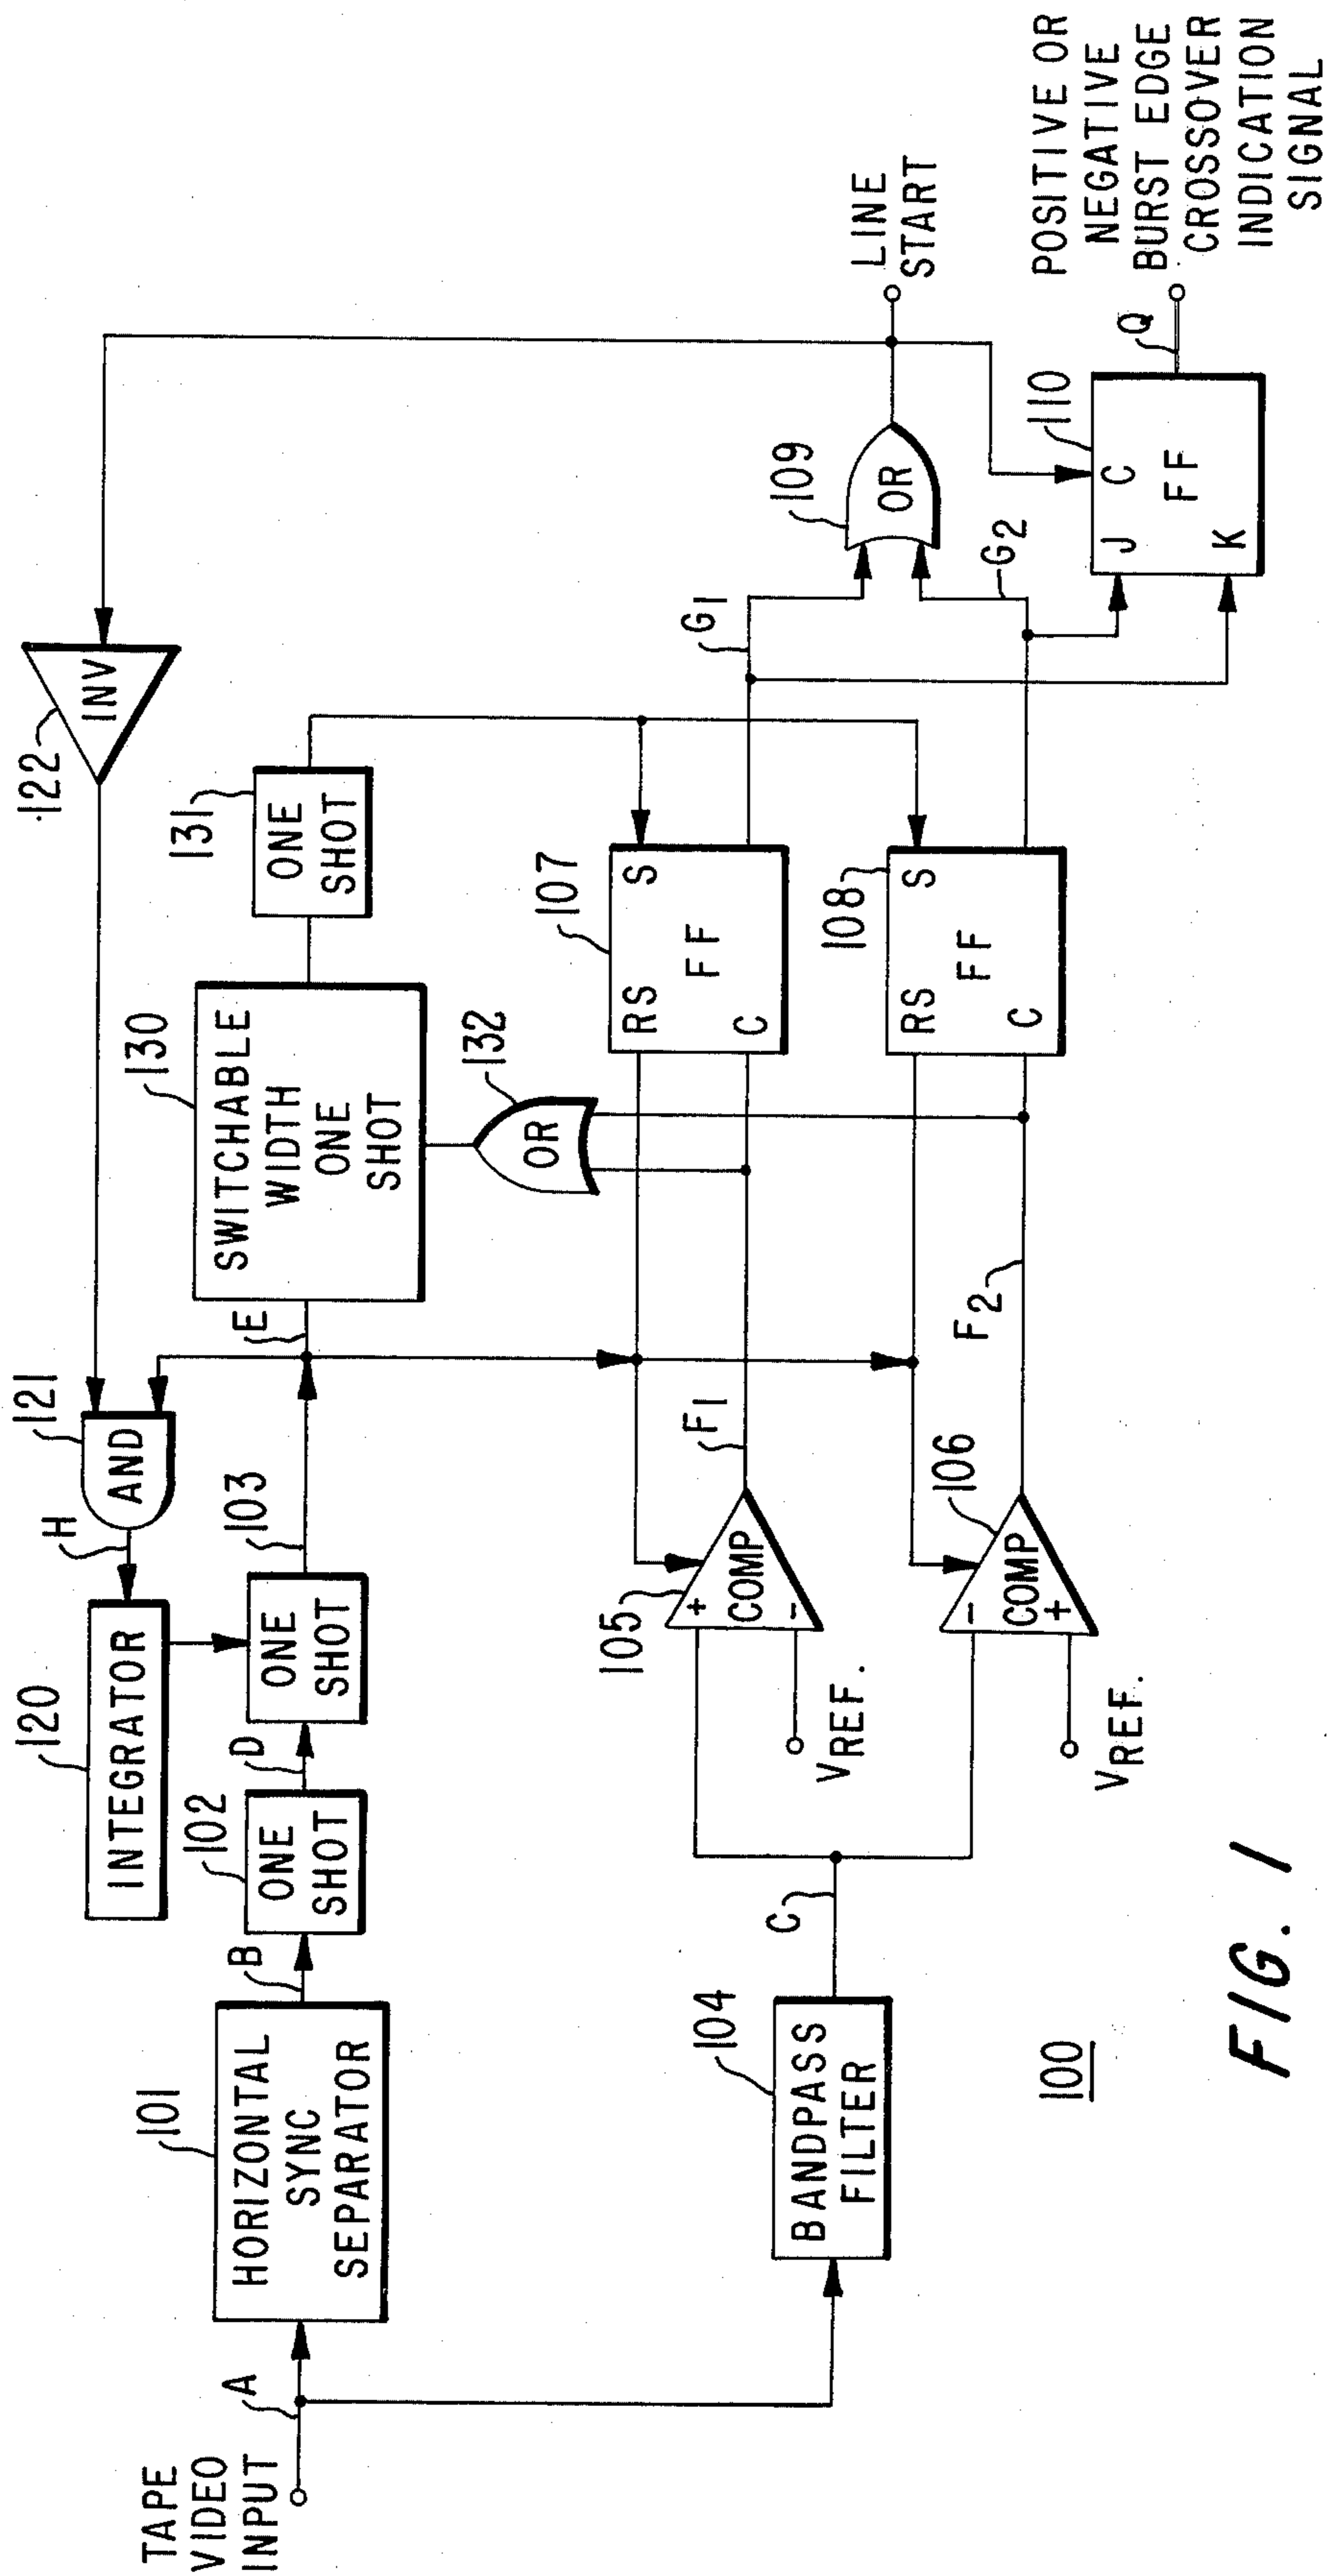 TAPE
VIDEO
INPUT
A
101
HORIZONTAL
SYNC
SEPARATOR
B
102
ONE
SHOT
D
103
ONE
SHOT
120
INTEGRATOR
H
121
AND
E
122
INV
130
SWITCHABLE
WIDTH
ONE
SHOT
131
ONE
SHOT
132
OR
104
BANDPASS
FILTER
C
105
+
COMP
-
VREF.
106
-
COMP
+
VREF.
F1
F2
107
RS
S
FF
C
108
RS
S
FF
C
G1
G2
109
OR
LINE
START
110
J
C
FF
K
Q
POSITIVE OR
NEGATIVE
BURST EDGE
CROSSOVER
INDICATION
SIGNAL
100
FIG. 1